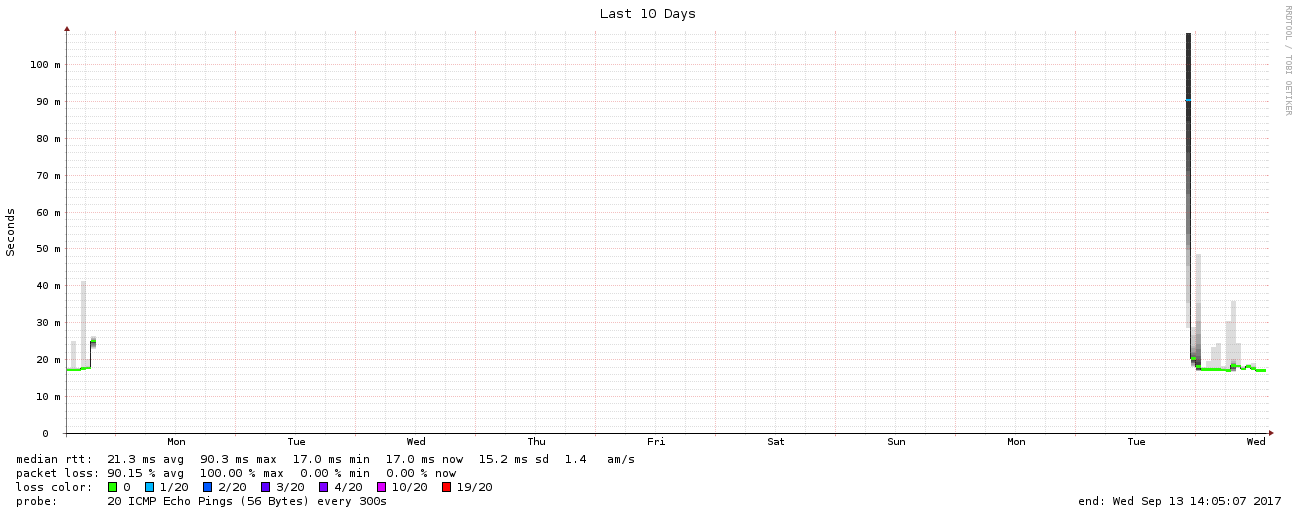 Last 10 Days
RRDTOOL / TOBI OETIKER
Seconds
100 m
90 m
80 m
70 m
60 m
50 m
40 m
30 m
20 m
10 m
0
Mon Tue Wed Thu Fri Sat Sun Mon Tue Wed
median rtt: 21.3 ms avg 90.3 ms max 17.0 ms min 17.0 ms now 15.2 ms sd 1.4 am/s
packet loss: 90.15 % avg 100.00 % max 0.00 % min 0.00 % now
loss color: 0 1/20 2/20 3/20 4/20 10/20 19/20
probe: 20 ICMP Echo Pings (56 Bytes) every 300s end: Wed Sep 13 14:05:07 2017